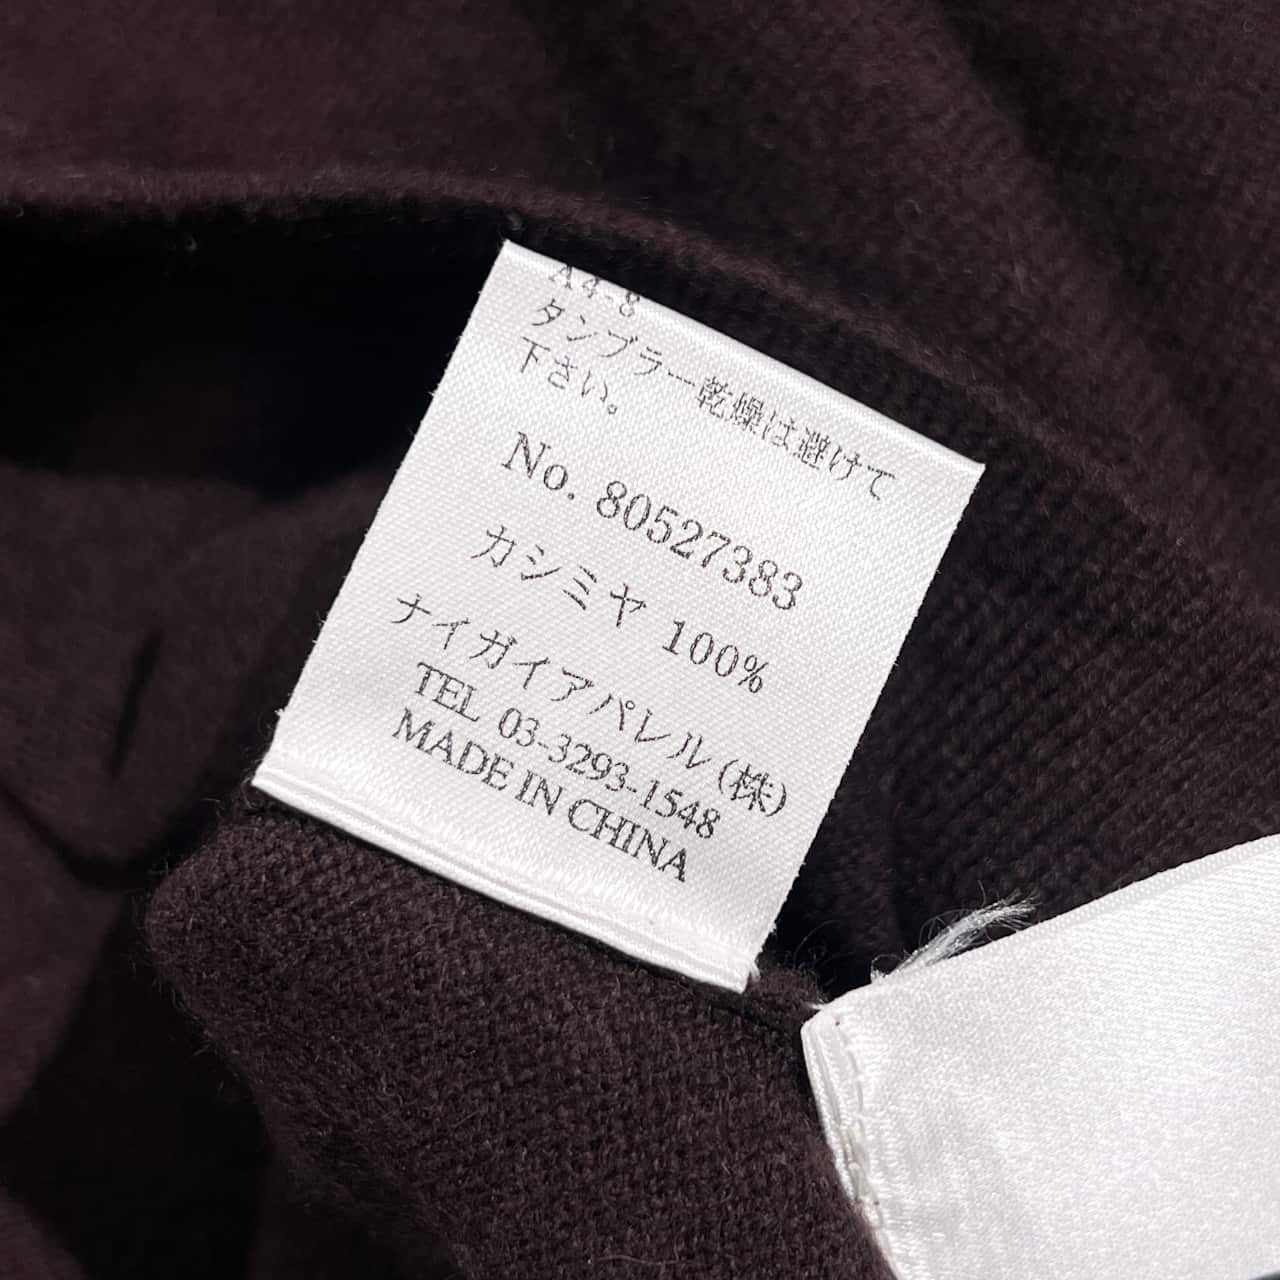 A4-8
タンブラー乾燥は避けて
下さい。
No. 80527383
カシミヤ 100%
ナイガイアパレル(株)
TEL 03-3293-1548
MADE IN CHINA